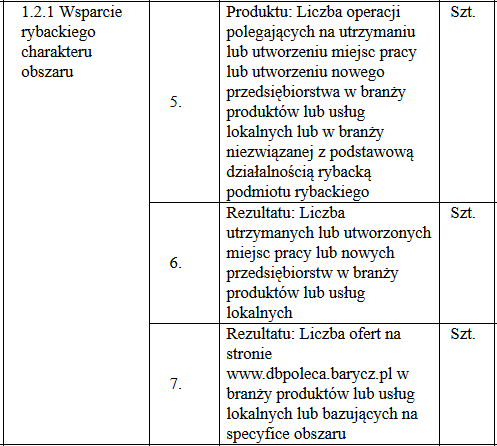 1.2.1 Wsparcie
rybackiego
charakteru
obszaru
5.
Produktu: Liczba operacji
polegających na utrzymaniu
lub utworzeniu miejsc pracy
lub utworzeniu nowego
przedsiębiorstwa w branży
produktów lub usług
lokalnych lub w branży
niezwiązanej z podstawową
działalnością rybacką
podmiotu rybackiego
Szt.
6.
Rezultatu: Liczba
utrzymanych lub utworzonych
miejsc pracy lub nowych
przedsiębiorstw w branży
produktów lub usług
lokalnych
Szt.
7.
Rezultatu: Liczba ofert na
stronie
www.dbpoleca.barycz.pl w
branży produktów lub usług
lokalnych lub bazujących na
specyfice obszaru
Szt.